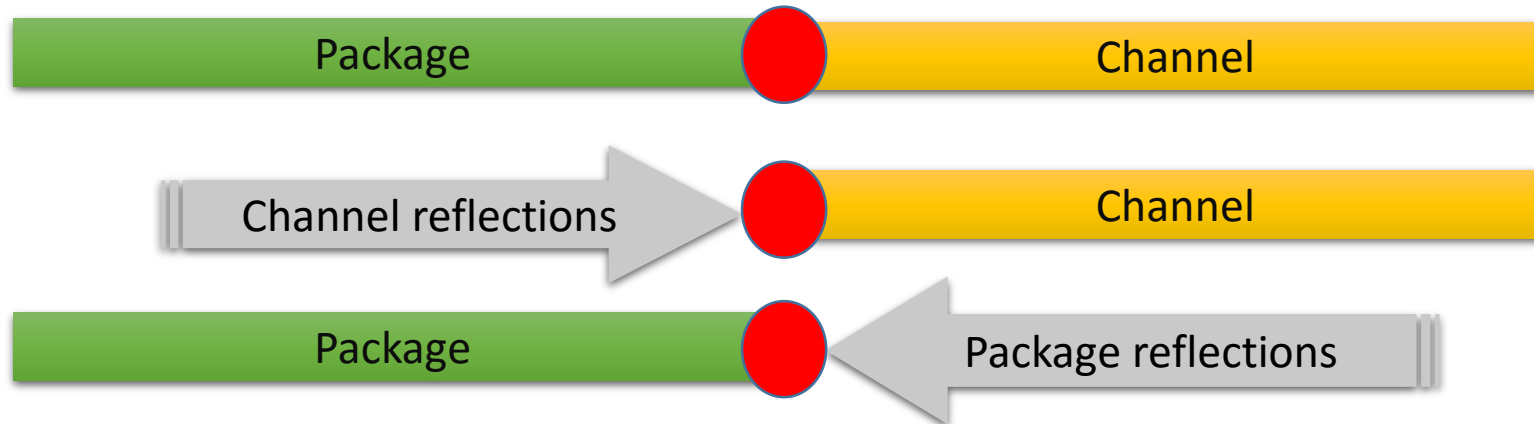 Package
Channel
Channel reflections
Channel
Package
Package reflections